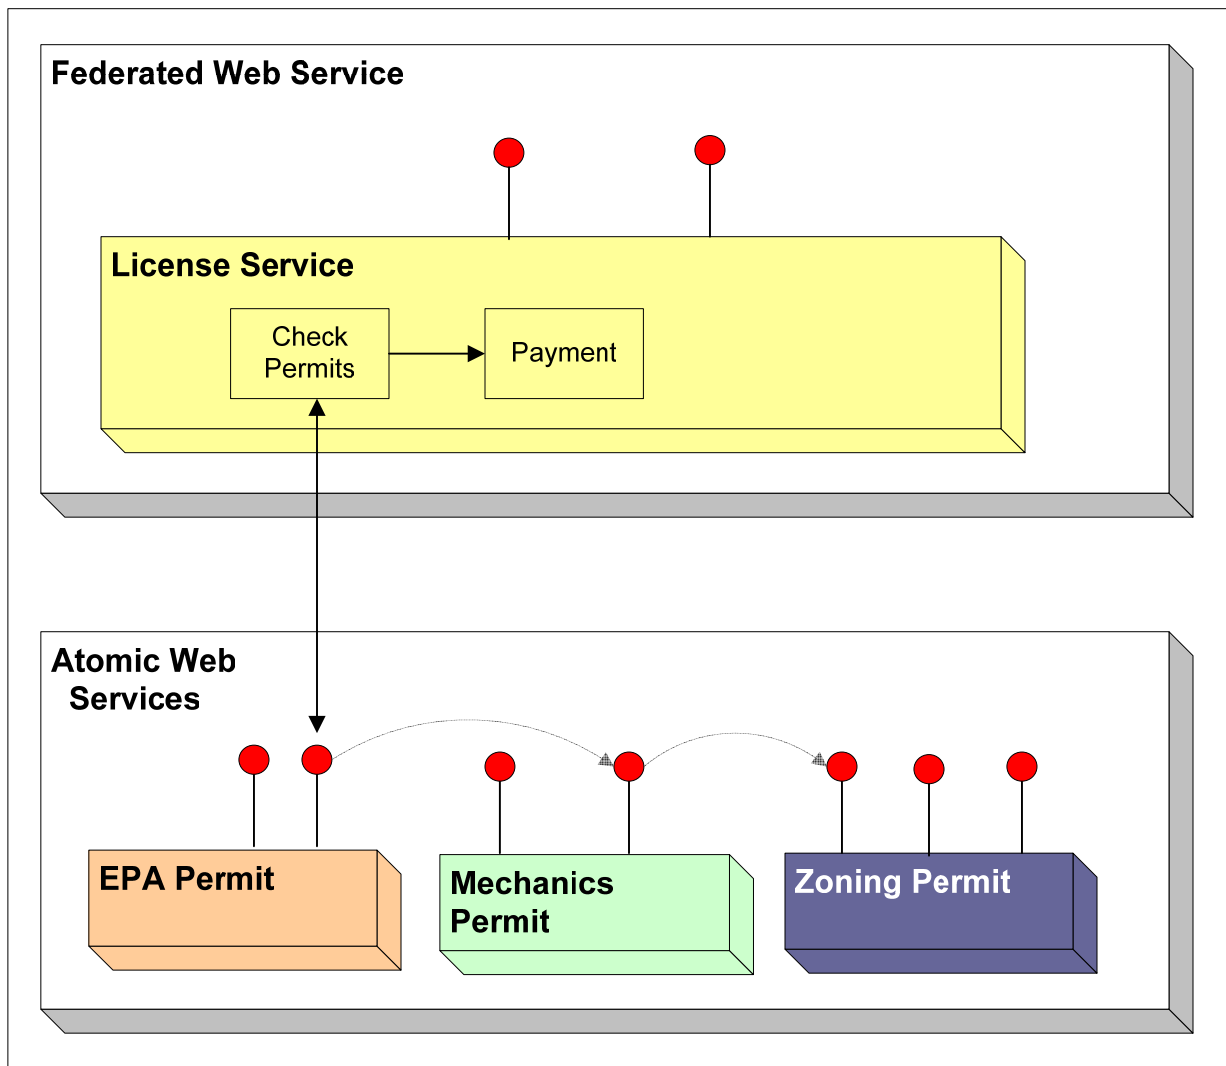 Federated Web Service
License Service
Check
Permits
Payment
Atomic Web
Services
EPA Permit
Mechanics
Permit
Zoning Permit